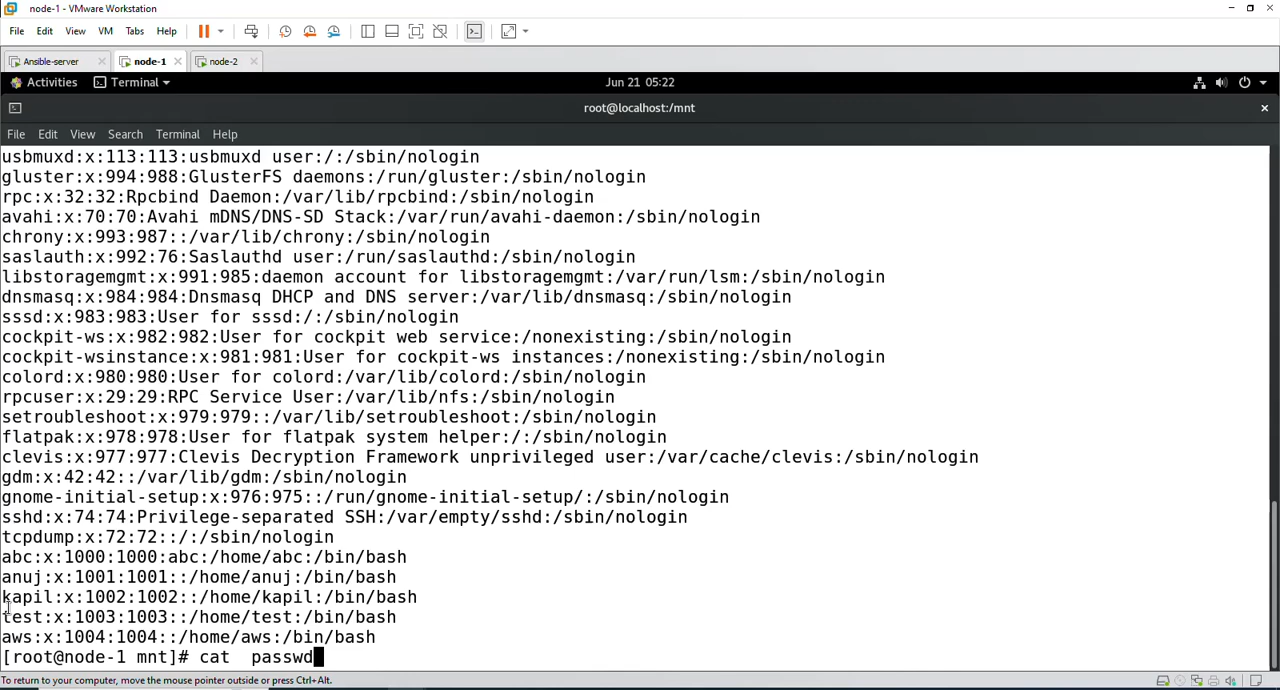 node-1 - VMware Workstation
File Edit View VM Tabs Help
Ansible-server node-1 node-2
Activities Terminal Jun 21 05:22
root@localhost:/mnt
File Edit View Search Terminal Help
usbmuxd:x:113:113:usbmuxd user:/:/sbin/nologin
gluster:x:994:988:GlusterFS daemons:/run/gluster:/sbin/nologin
rpc:x:32:32:Rpcbind Daemon:/var/lib/rpcbind:/sbin/nologin
avahi:x:70:70:Avahi mDNS/DNS-SD Stack:/var/run/avahi-daemon:/sbin/nologin
chrony:x:993:987::/var/lib/chrony:/sbin/nologin
saslauth:x:992:76:Saslauthd user:/run/saslauthd:/sbin/nologin
libstoragemgmt:x:991:985:daemon account for libstoragemgmt:/var/run/lsm:/sbin/nologin
dnsmasq:x:984:984:Dnsmasq DHCP and DNS server:/var/lib/dnsmasq:/sbin/nologin
sssd:x:983:983:User for sssd:/:/sbin/nologin
cockpit-ws:x:982:982:User for cockpit web service:/nonexisting:/sbin/nologin
cockpit-wsinstance:x:981:981:User for cockpit-ws instances:/nonexisting:/sbin/nologin
colord:x:980:980:User for colord:/var/lib/colord:/sbin/nologin
rpcuser:x:29:29:RPC Service User:/var/lib/nfs:/sbin/nologin
setroubleshoot:x:979:979::/var/lib/setroubleshoot:/sbin/nologin
flatpak:x:978:978:User for flatpak system helper:/:/sbin/nologin
clevis:x:977:977:Clevis Decryption Framework unprivileged user:/var/cache/clevis:/sbin/nologin
gdm:x:42:42::/var/lib/gdm:/sbin/nologin
gnome-initial-setup:x:976:975::/run/gnome-initial-setup/:/sbin/nologin
sshd:x:74:74:Privilege-separated SSH:/var/empty/sshd:/sbin/nologin
tcpdump:x:72:72::/:/sbin/nologin
abc:x:1000:1000:abc:/home/abc:/bin/bash
anuj:x:1001:1001::/home/anuj:/bin/bash
kapil:x:1002:1002::/home/kapil:/bin/bash
test:x:1003:1003::/home/test:/bin/bash
aws:x:1004:1004::/home/aws:/bin/bash
[root@node-1 mnt]# cat  passwd
To return to your computer, move the mouse pointer outside or press Ctrl+Alt.